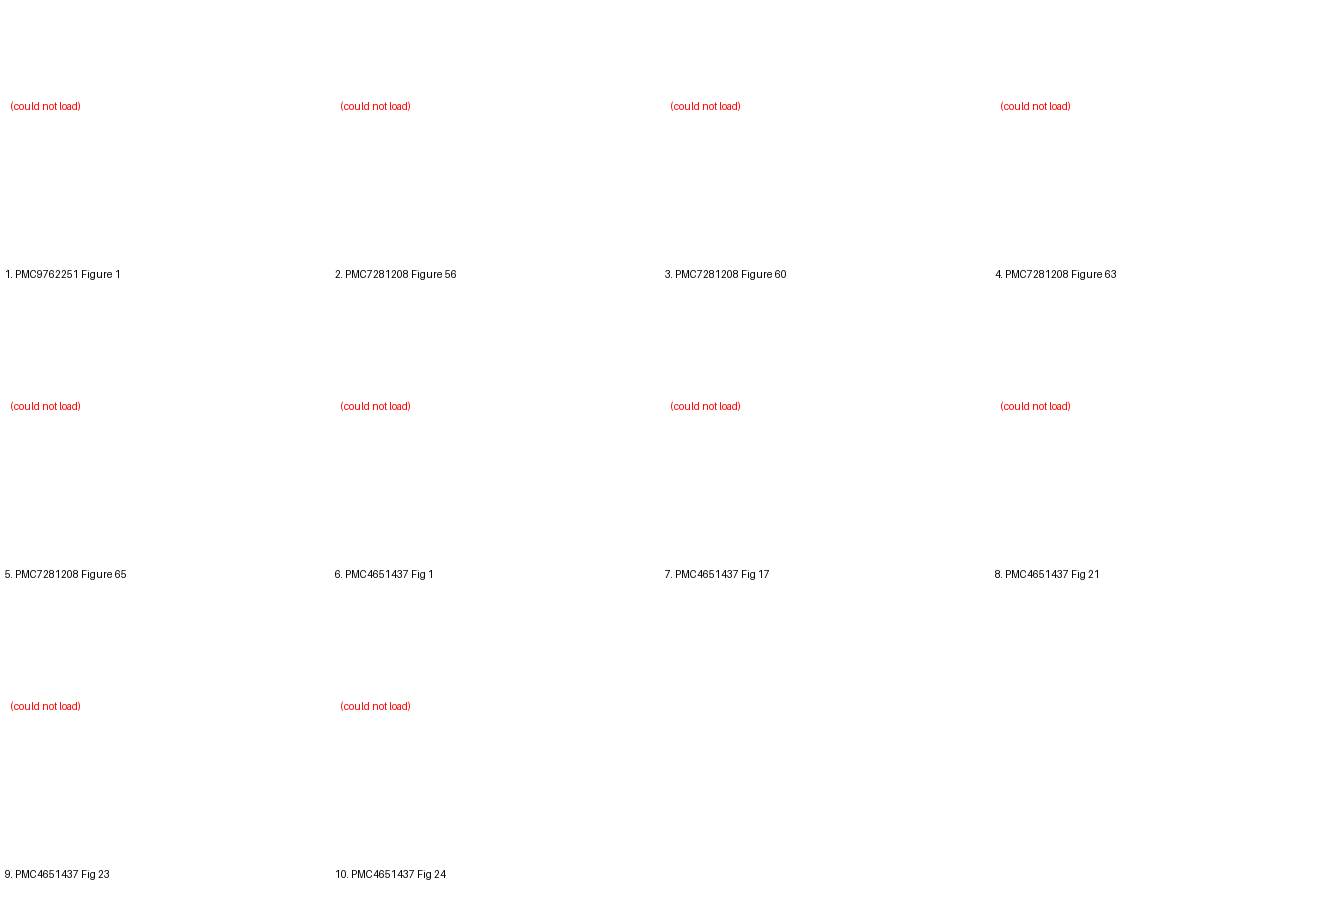 (could not load) (could not load) (could not load) (could not load)
1. PMC9762251 Figure 1 2. PMC7281208 Figure 56 3. PMC7281208 Figure 60 4. PMC7281208 Figure 63
(could not load) (could not load) (could not load) (could not load)
5. PMC7281208 Figure 65 6. PMC4651437 Fig 1 7. PMC4651437 Fig 17 8. PMC4651437 Fig 21
(could not load) (could not load)
9. PMC4651437 Fig 23 10. PMC4651437 Fig 24